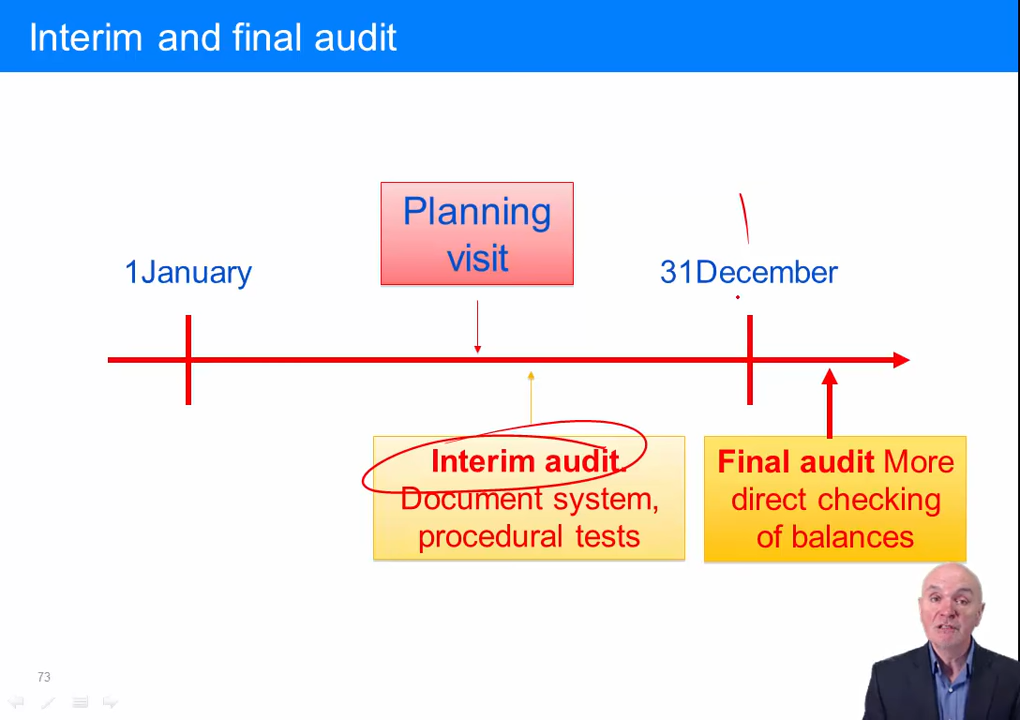 Interim and final audit
Planning
visit
1January
31December
Interim audit.
Document system,
procedural tests
Final audit More
direct checking
of balances
73